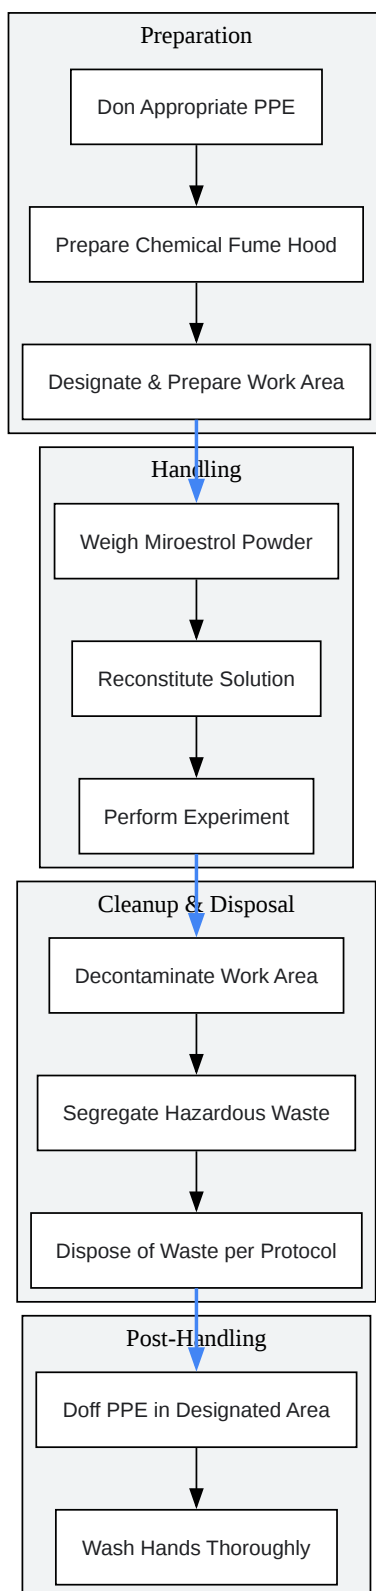 Preparation
Don Appropriate PPE
Prepare Chemical Fume Hood
Designate & Prepare Work Area
Handling
Weigh Miroestrol Powder
Reconstitute Solution
Perform Experiment
Cleanup & Disposal
Decontaminate Work Area
Segregate Hazardous Waste
Dispose of Waste per Protocol
Post-Handling
Doff PPE in Designated Area
Wash Hands Thoroughly